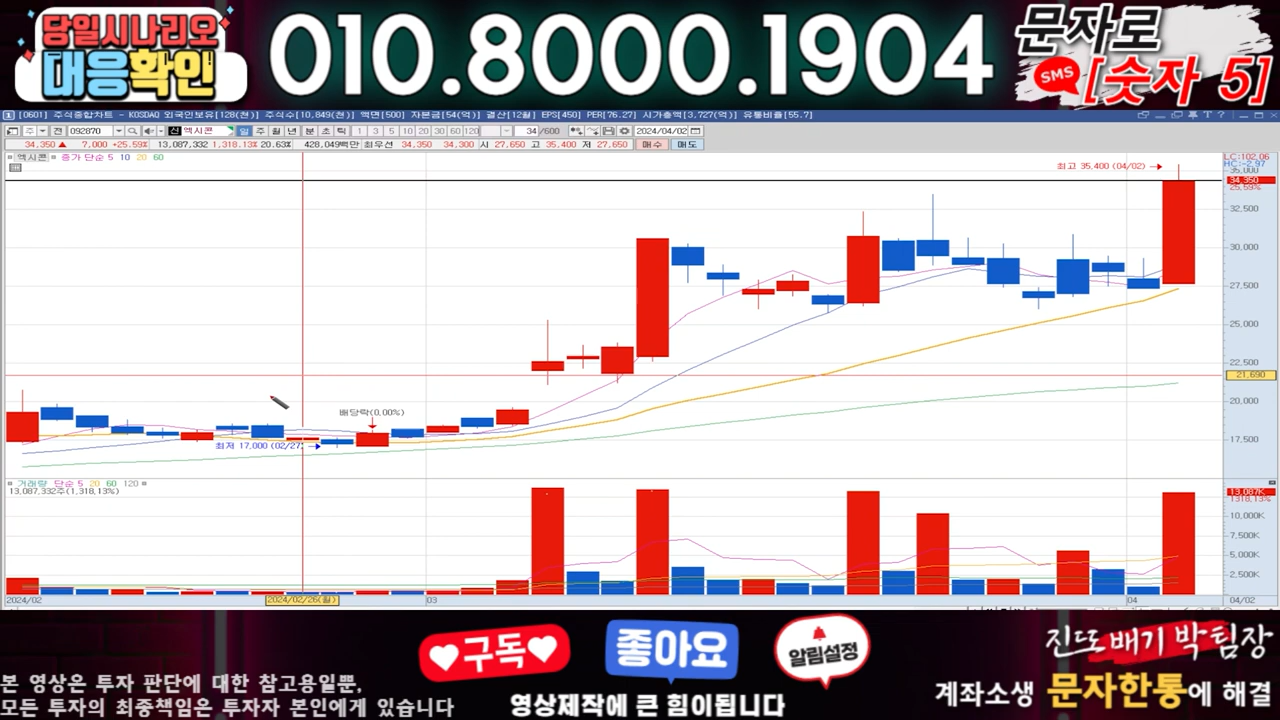 당일시나리오
대응확인
010.8000.1904
문자로
SMS
[숫자 5]
[0601] 주식종합차트 - KOSDAQ 외국인보유[128(천)] 주식수[10,849(천)] 액면[500] 자본금[54(억)] 결산[12월] EPS[450] PER[76.27] 시가총액[3,727(억)] 유통비율[55.7]
주 전 092870 신 엑시콘 일 주 월 년 분 초 틱 1 3 5 10 20 30 60 120 34 /600 2024/04/02
34,350 ▲ 7,000 +25.59% 13,087,332 1,318.13% 20.63% 428,049백만 최우선 34,350 34,300 시 27,650 고 35,400 저 27,650 매수 매도
엑시콘 종가 단순 5 10 20 60
LC:102.06
HC:-2.97
최고 35,400 (04/02)
35,000
34,350
25.59%
32,500
30,000
27,500
25,000
22,500
21,690
20,000
17,500
배당락(0.00%)
최저 17,000 (02/27)
거래량 단순 5 20 60 120
13,087,332주(1,318.13%)
13,087K
1318.13%
10,000K
7,500K
5,000K
2,500K
2024/02
2024/02/26(월)
03
04
04/02
구독
좋아요
알림설정
영상제작에 큰 힘이됩니다
본 영상은 투자 판단에 대한 참고용일뿐,
모든 투자의 최종책임은 투자자 본인에게 있습니다
진또배기 박팀장
계좌소생 문자한통에 해결